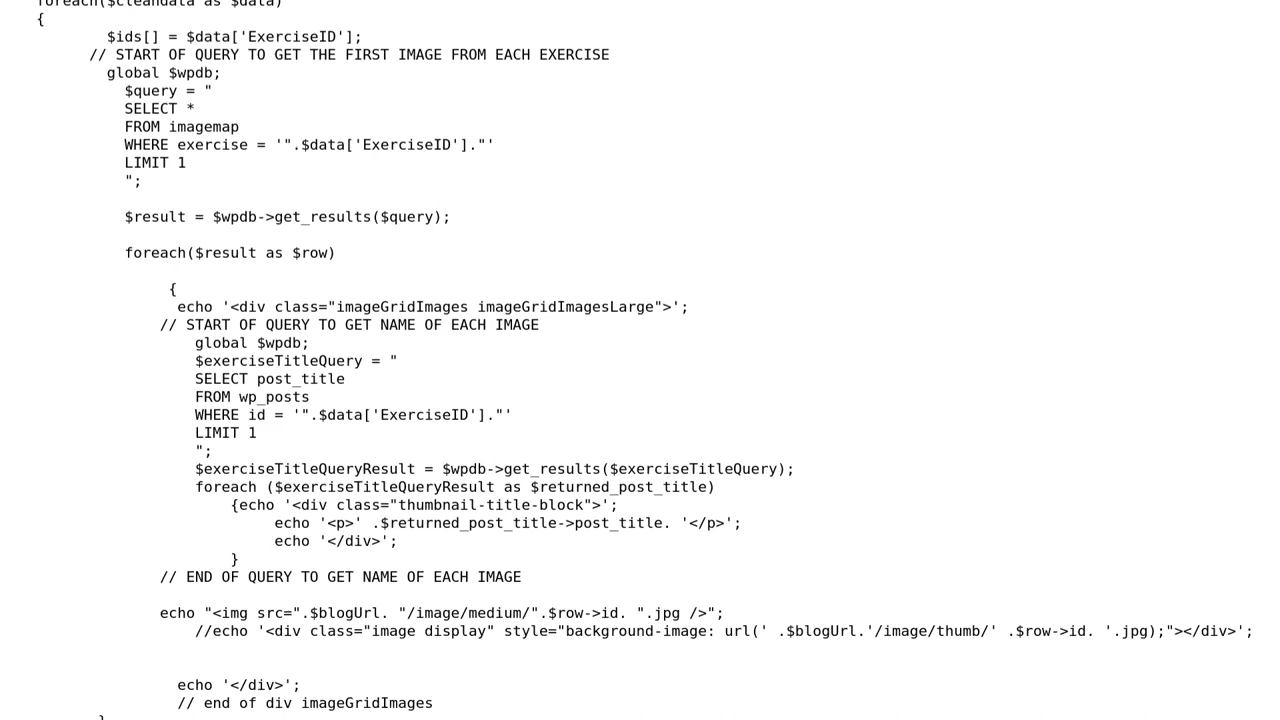 foreach($cleandata as $data)
{
$ids[] = $data['ExerciseID'];
// START OF QUERY TO GET THE FIRST IMAGE FROM EACH EXERCISE
global $wpdb;
$query = "
SELECT *
FROM imagemap
WHERE exercise = '".$data['ExerciseID']."'
LIMIT 1
";
$result = $wpdb->get_results($query);
foreach($result as $row)
{
echo '<div class="imageGridImages imageGridImagesLarge">';
// START OF QUERY TO GET NAME OF EACH IMAGE
global $wpdb;
$exerciseTitleQuery = "
SELECT post_title
FROM wp_posts
WHERE id = '".$data['ExerciseID']."'
LIMIT 1
";
$exerciseTitleQueryResult = $wpdb->get_results($exerciseTitleQuery);
foreach ($exerciseTitleQueryResult as $returned_post_title)
{echo '<div class="thumbnail-title-block">';
echo '<p>' .$returned_post_title->post_title. '</p>';
echo '</div>';
}
// END OF QUERY TO GET NAME OF EACH IMAGE
echo "<img src=".$blogUrl. "/image/medium/".$row->id. ".jpg />";
//echo '<div class="image display" style="background-image: url(' .$blogUrl.'/image/thumb/' .$row->id. '.jpg);"></div>';
echo '</div>';
// end of div imageGridImages
}